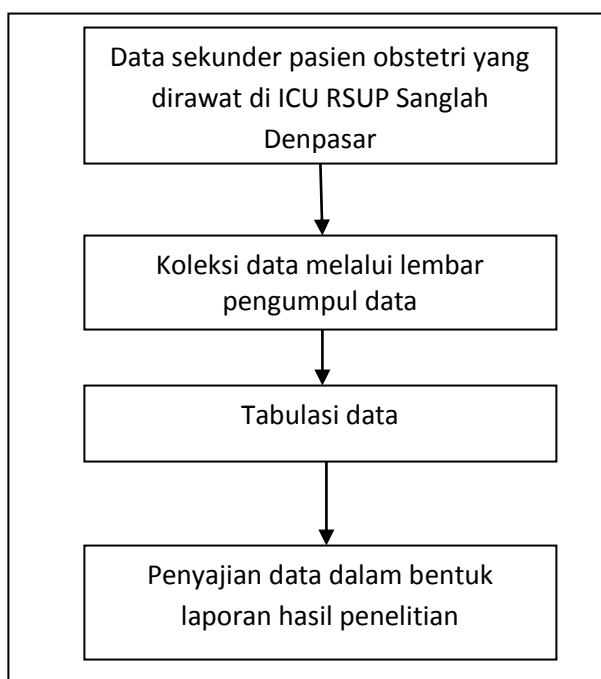 Data sekunder pasien obstetri yang
dirawat di ICU RSUP Sanglah
Denpasar
Koleksi data melalui lembar
pengumpul data
Tabulasi data
Penyajian data dalam bentuk
laporan hasil penelitian